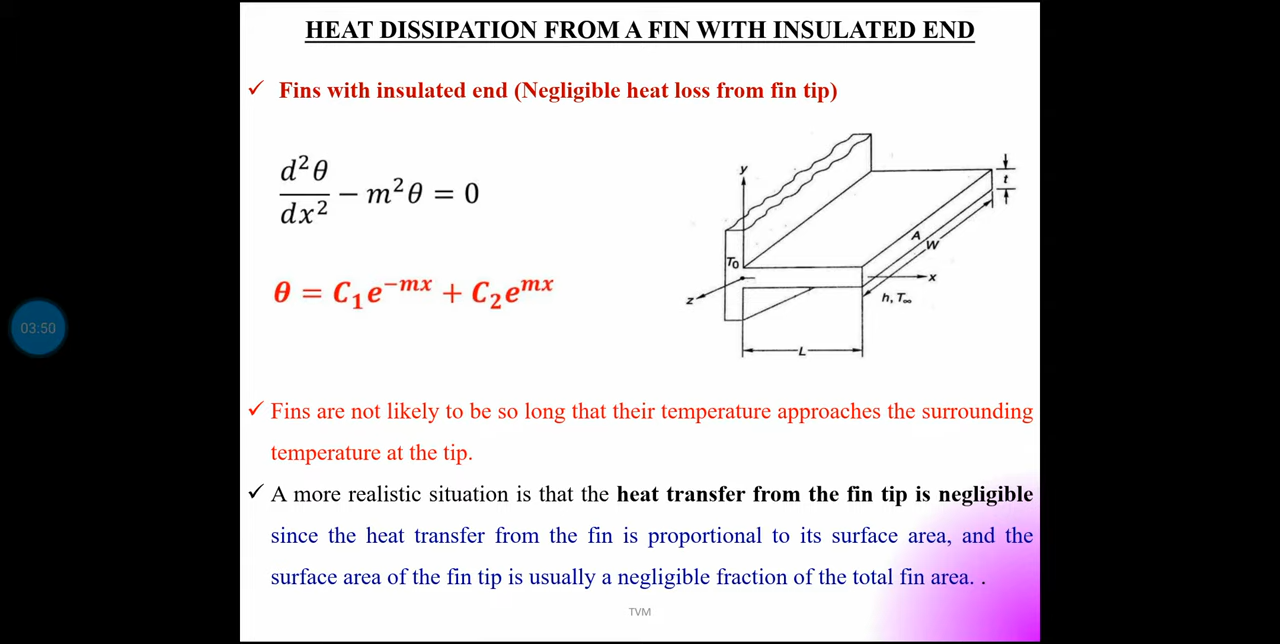 HEAT DISSIPATION FROM A FIN WITH INSULATED END
✓ Fins with insulated end (Negligible heat loss from fin tip)
d²θ/dx² − m²θ = 0
θ = C₁e⁻ᵐˣ + C₂eᵐˣ
y
t
A
W
T₀
x
z
h, T∞
L
03:50
✓ Fins are not likely to be so long that their temperature approaches the surrounding
temperature at the tip.
✓ A more realistic situation is that the heat transfer from the fin tip is negligible
since the heat transfer from the fin is proportional to its surface area, and the
surface area of the fin tip is usually a negligible fraction of the total fin area. .
TVM